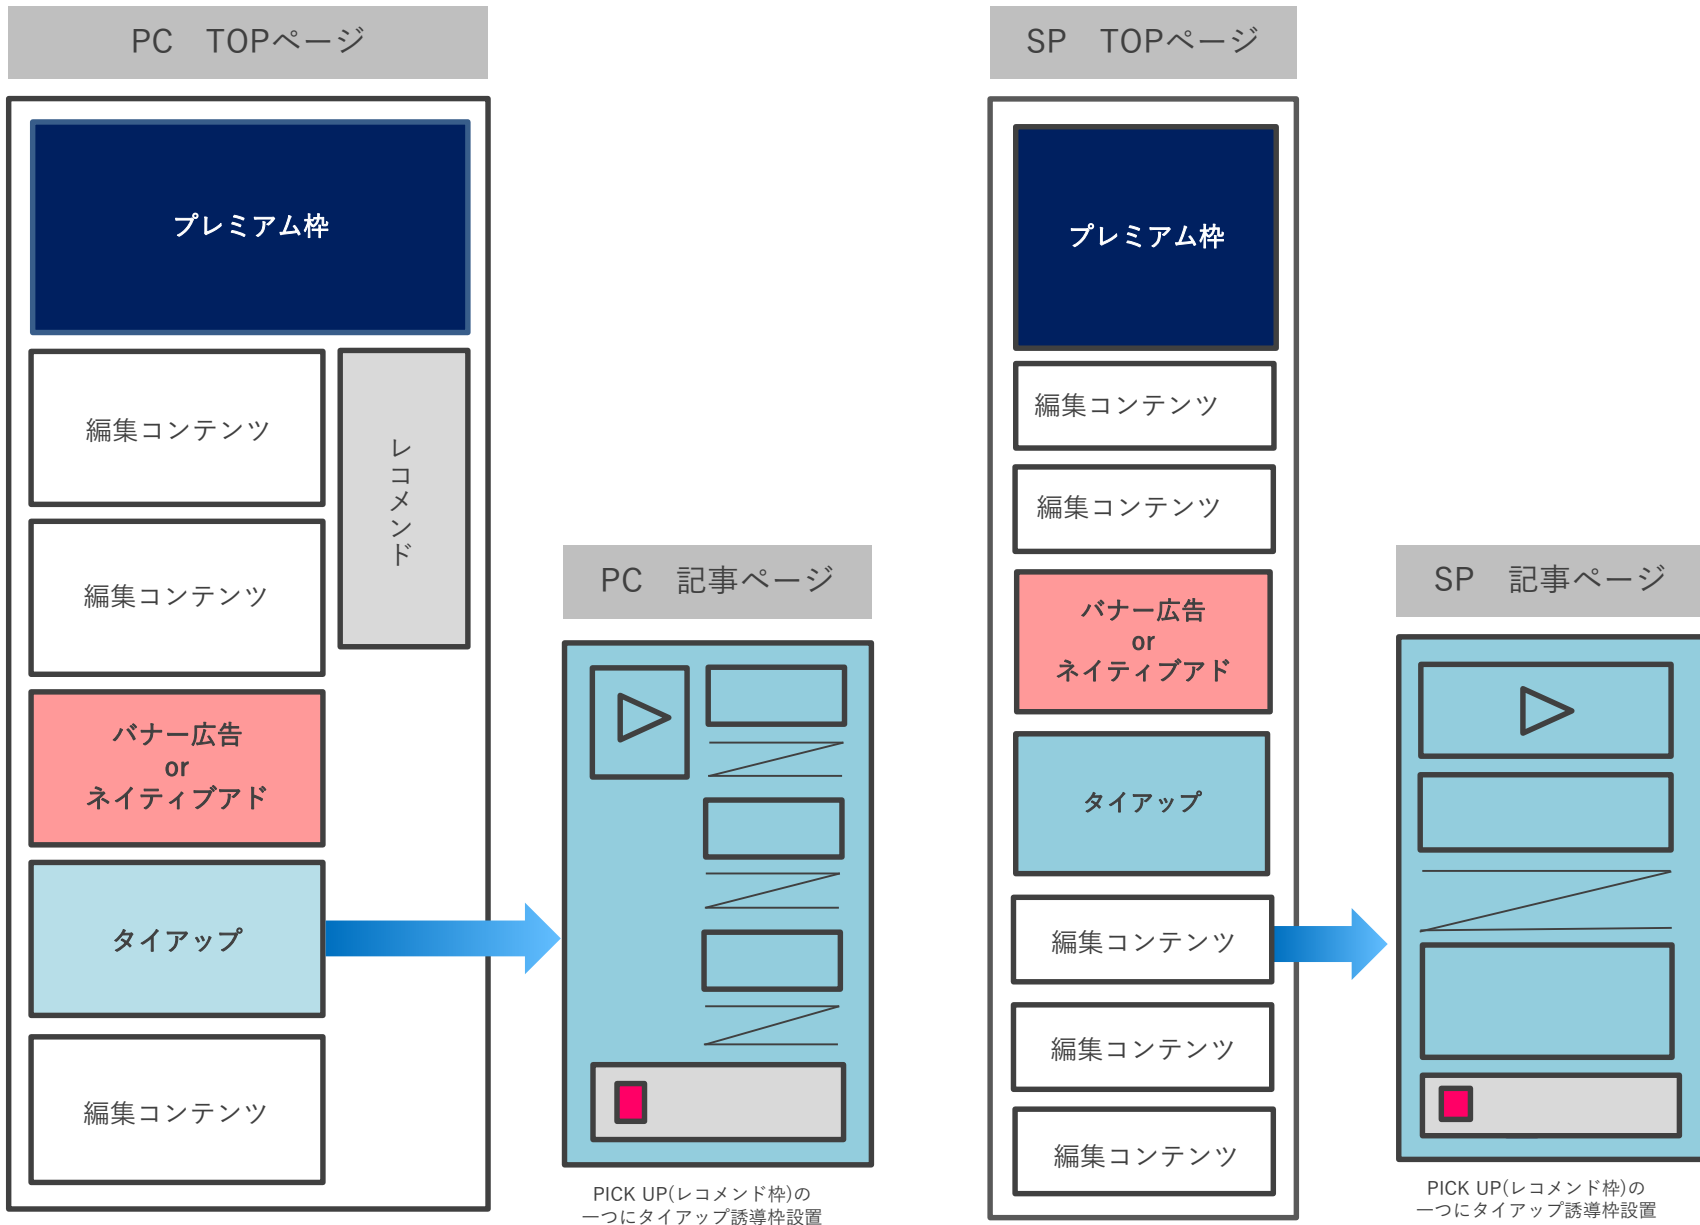 PC　TOPページ
プレミアム枠
編集コンテンツ
レコメンド
編集コンテンツ
バナー広告
or
ネイティブアド
タイアップ
編集コンテンツ
PC　記事ページ
PICK UP(レコメンド枠)の
一つにタイアップ誘導枠設置
SP　TOPページ
プレミアム枠
編集コンテンツ
編集コンテンツ
バナー広告
or
ネイティブアド
タイアップ
編集コンテンツ
編集コンテンツ
編集コンテンツ
SP　記事ページ
PICK UP(レコメンド枠)の
一つにタイアップ誘導枠設置